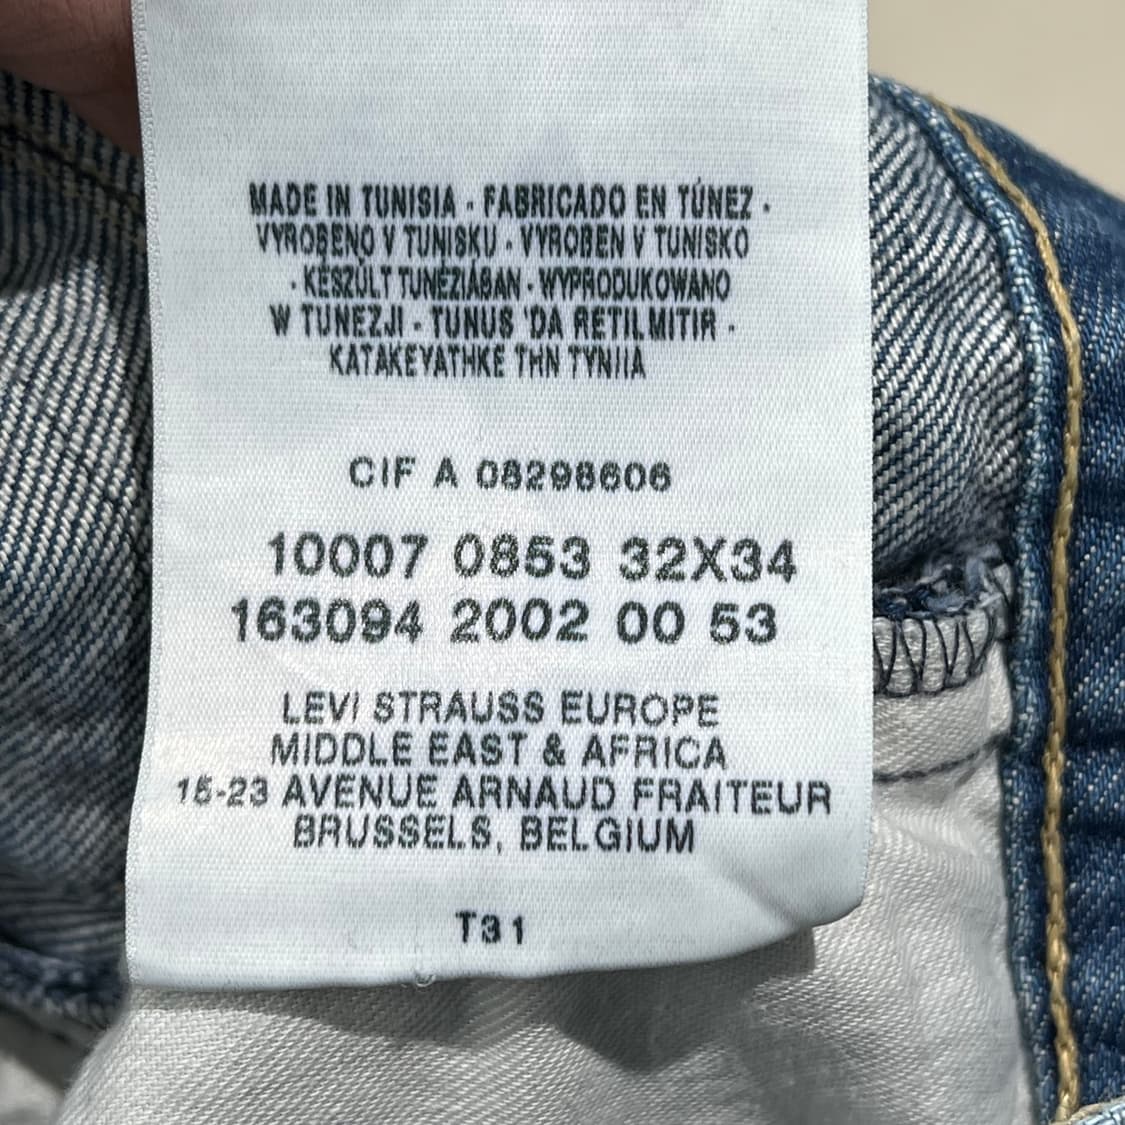 MADE IN TUNISIA · FABRICADO EN TÚNEZ ·
VYROBENO V TUNISKU · VYROBEN V TUNISKO
· KÉSZÜLT TUNÉZIÁBAN · WYPRODUKOWANO
W TUNEZJI · TUNUS 'DA RETILMITIR ·
KATAKEYATHKE THN TYNIIA
CIF A 08298606
10007 0853 32X34
163094 2002 00 53
LEVI STRAUSS EUROPE
MIDDLE EAST & AFRICA
15-23 AVENUE ARNAUD FRAITEUR
BRUSSELS, BELGIUM
T31